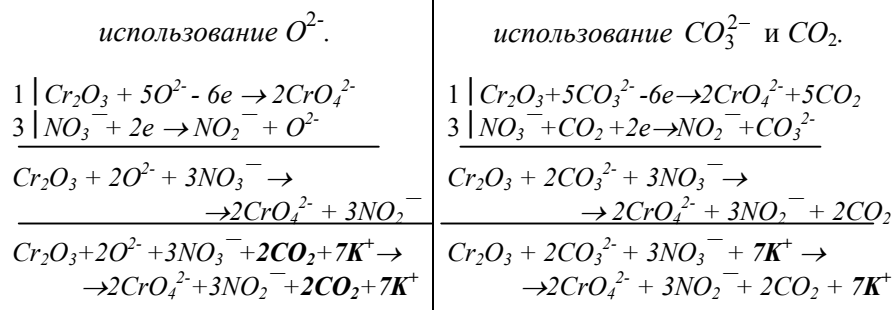 использование O²⁻.
1 | Cr₂O₃ + 5O²⁻ - 6e → 2CrO₄²⁻
3 | NO₃⁻ + 2e → NO₂⁻ + O²⁻
Cr₂O₃ + 2O²⁻ + 3NO₃⁻ →
→2CrO₄²⁻ + 3NO₂⁻
Cr₂O₃+2O²⁻ +3NO₃⁻+2CO₂+7K⁺→
→2CrO₄²⁻+3NO₂⁻+2CO₂+7K⁺
использование CO₃²⁻ и CO₂.
1 | Cr₂O₃+5CO₃²⁻ -6e→2CrO₄²⁻+5CO₂
3 | NO₃⁻+CO₂+2e→NO₂⁻+CO₃²⁻
Cr₂O₃ + 2CO₃²⁻ + 3NO₃⁻→
→ 2CrO₄²⁻ + 3NO₂⁻ + 2CO₂
Cr₂O₃ + 2CO₃²⁻ + 3NO₃⁻ + 7K⁺ →
→2CrO₄²⁻ + 3NO₂⁻ + 2CO₂ + 7K⁺